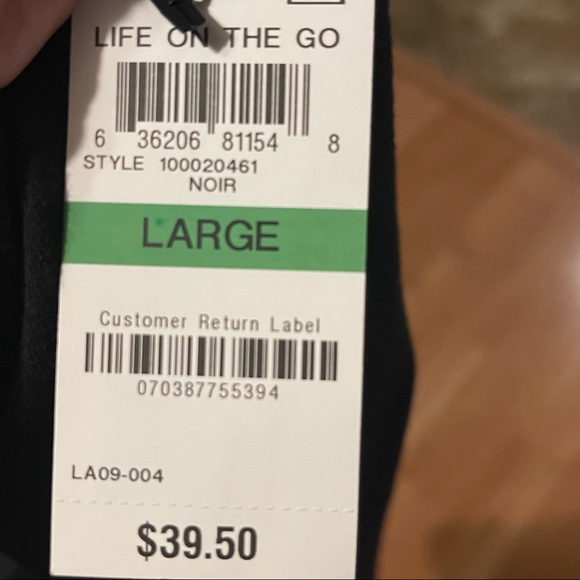 LIFE ON THE GO
6 36206 81154 8
STYLE 100020461
NOIR
LARGE
Customer Return Label
070387755394
LA09-004
$39.50